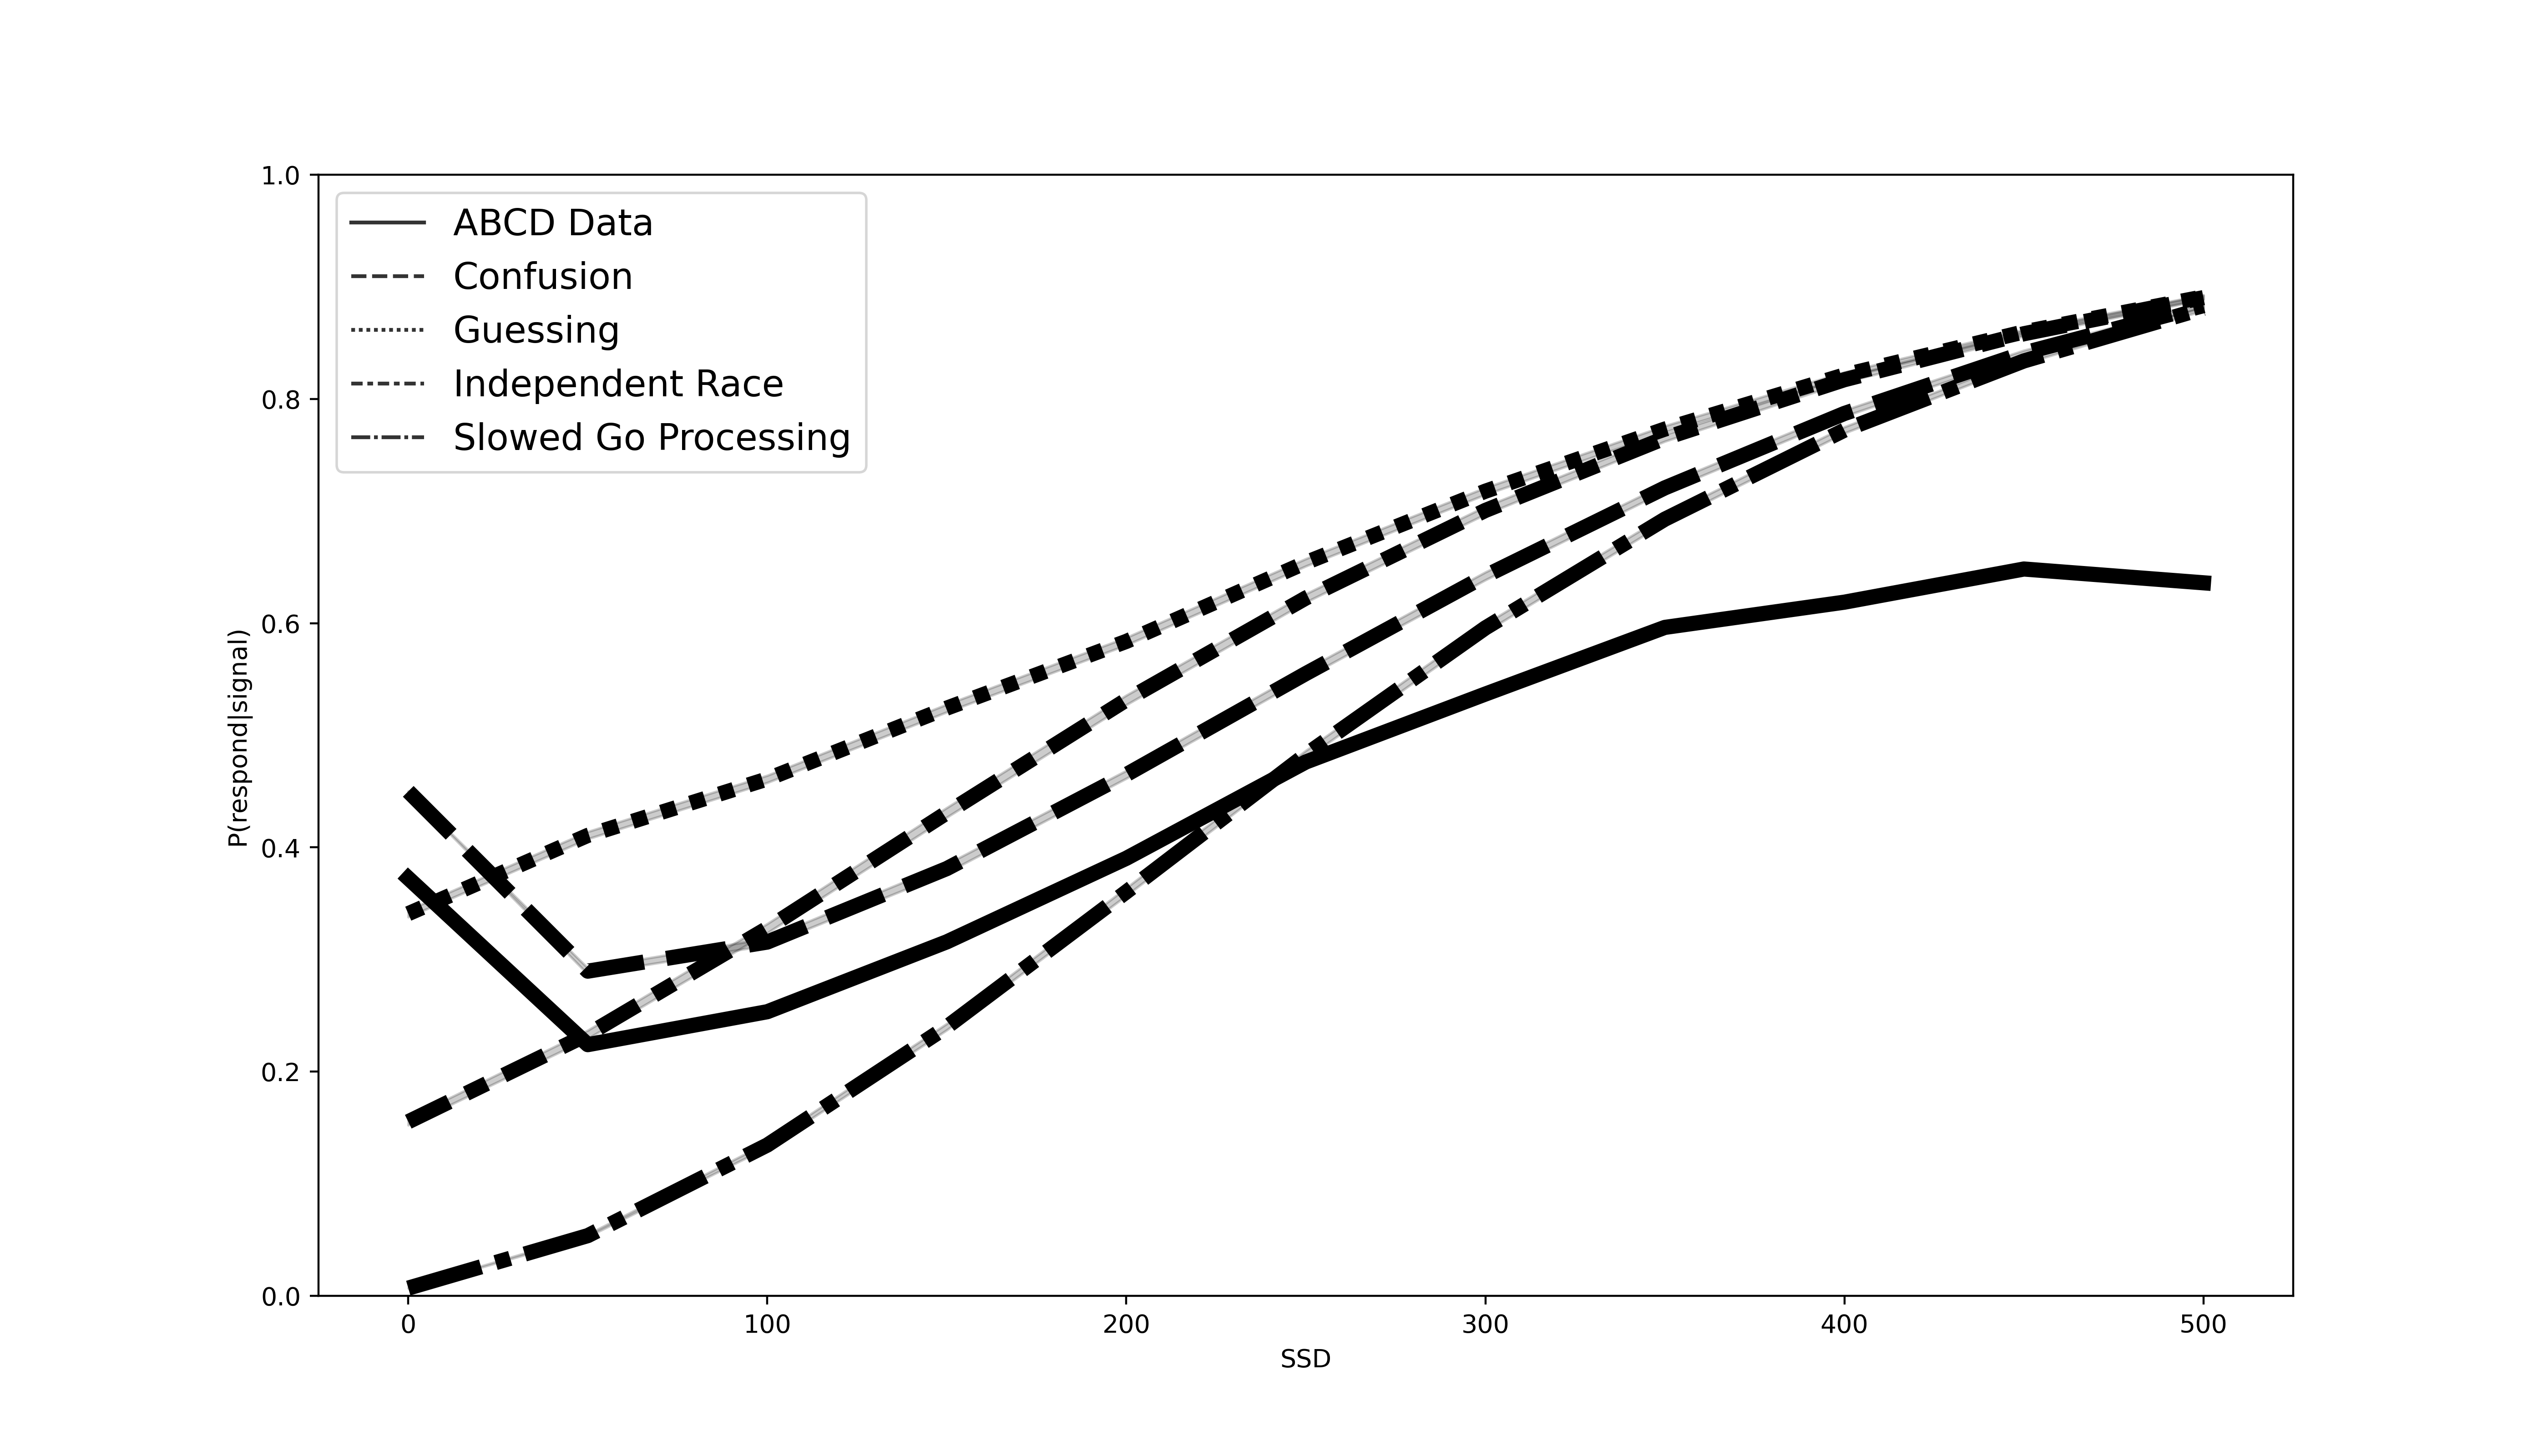 1.0
0.8
0.6
0.4
0.2
0.0
P(respond|signal)
ABCD Data
Confusion
Guessing
Independent Race
Slowed Go Processing
0 100 200 300 400 500
SSD